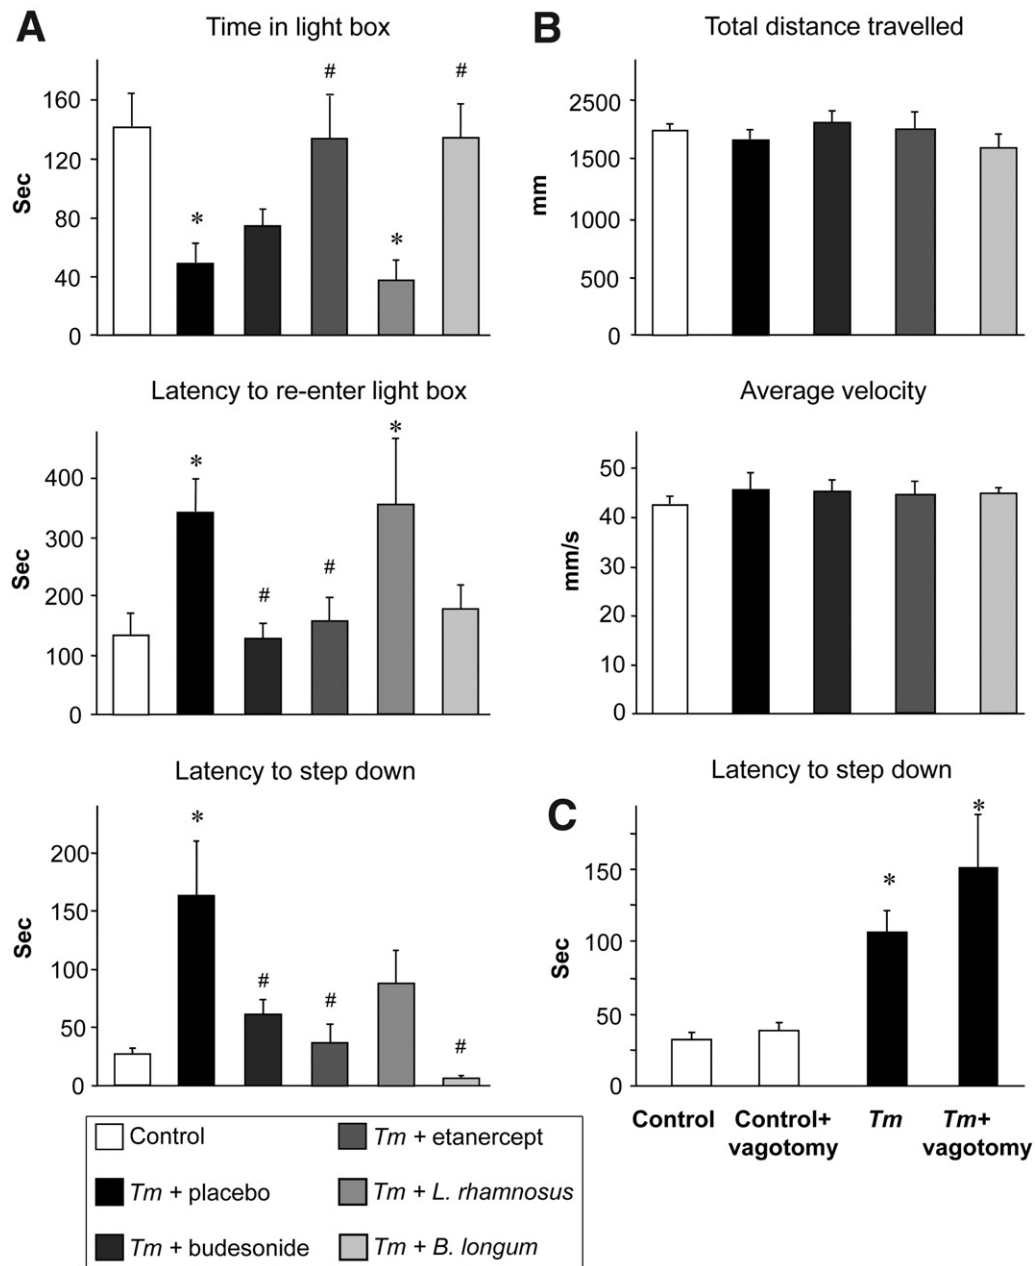 A
Time in light box
#
#
160
120
Sec
80
*
*
40
0
Latency to re-enter light box
*
*
400
300
Sec
#
#
200
100
0
Latency to step down
*
200
150
Sec
100
#
#
#
50
0
Control
Tm + placebo
Tm + budesonide
Tm + etanercept
Tm + L. rhamnosus
Tm + B. longum
B
Total distance travelled
2500
1500
mm
1000
500
0
Average velocity
50
40
mm/s
30
20
10
0
Latency to step down
C
*
*
150
100
Sec
50
0
Control
Control+
vagotomy
Tm
Tm+
vagotomy